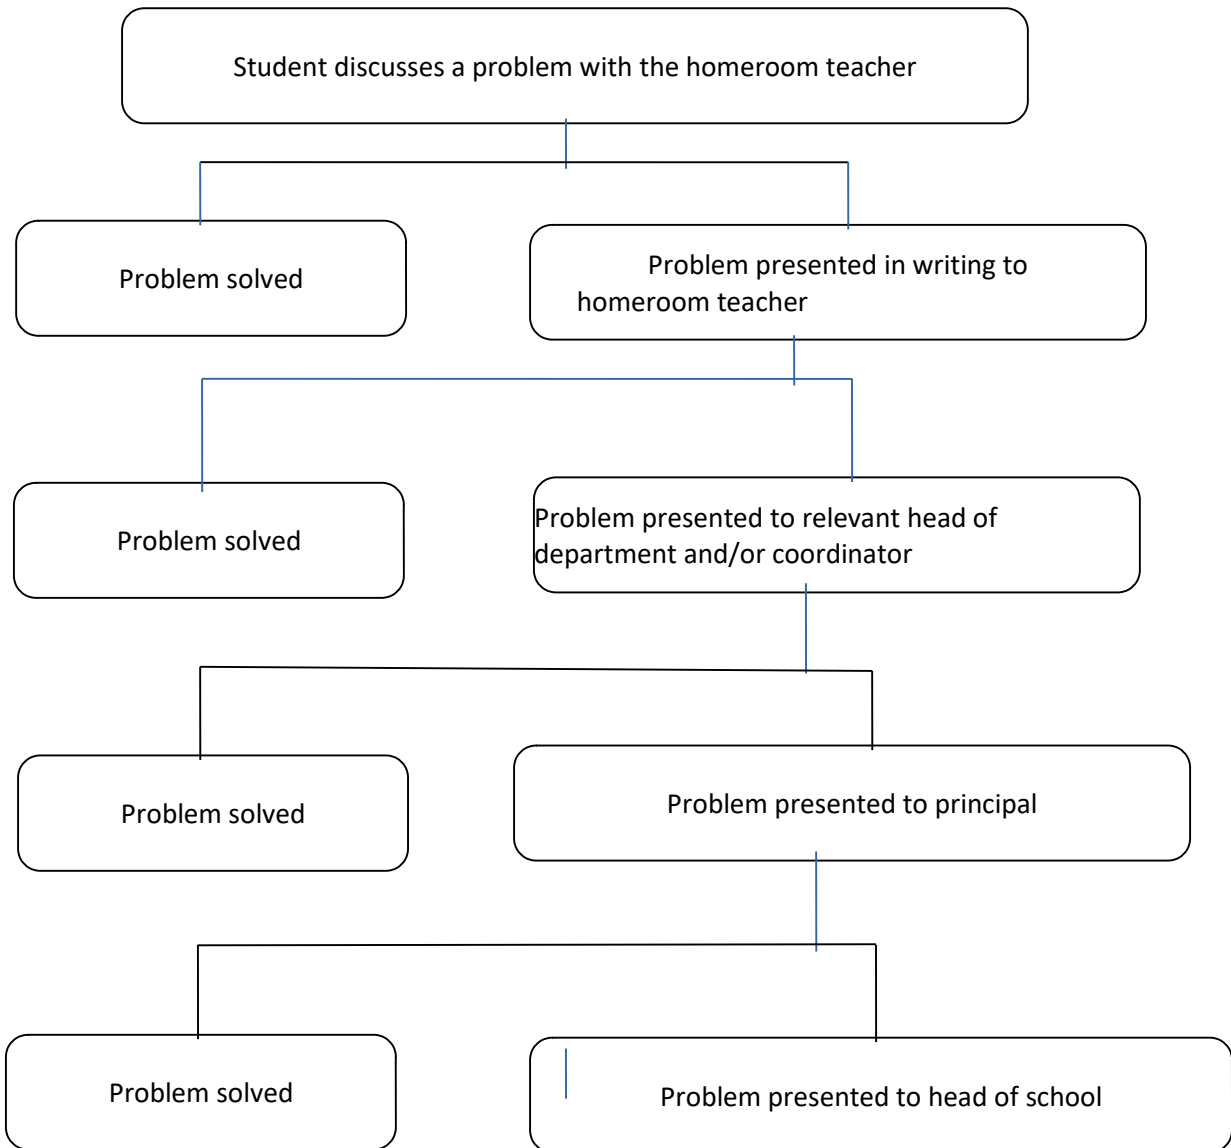 Student discusses a problem with the homeroom teacher
Problem solved
Problem presented in writing to
homeroom teacher
Problem solved
Problem presented to relevant head of
department and/or coordinator
Problem solved
Problem presented to principal
Problem solved
Problem presented to head of school